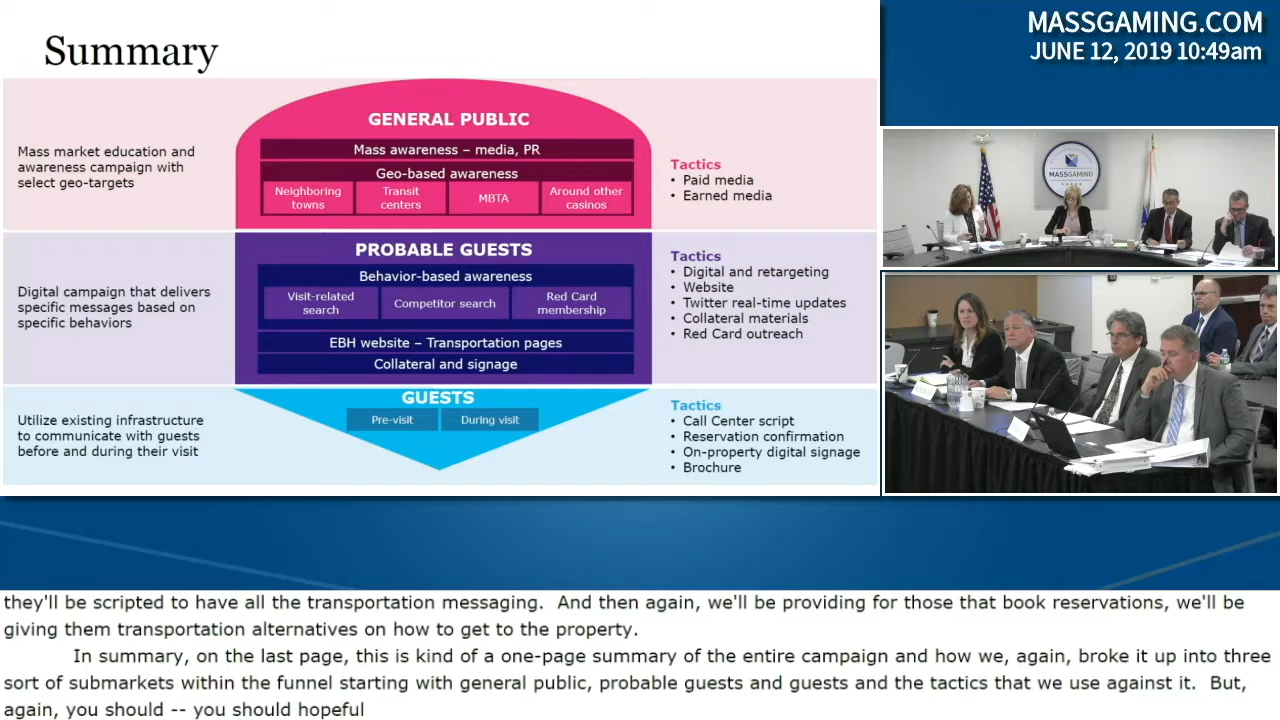 Summary
Mass market education and
awareness campaign with
select geo-targets
GENERAL PUBLIC
Mass awareness – media, PR
Geo-based awareness
Neighboring
towns
Transit
centers
MBTA
Around other
casinos
Tactics
• Paid media
• Earned media
Digital campaign that delivers
specific messages based on
specific behaviors
PROBABLE GUESTS
Behavior-based awareness
Visit-related
search
Competitor search
Red Card
membership
EBH website – Transportation pages
Collateral and signage
Tactics
• Digital and retargeting
• Website
• Twitter real-time updates
• Collateral materials
• Red Card outreach
Utilize existing infrastructure
to communicate with guests
before and during their visit
GUESTS
Pre-visit
During visit
Tactics
• Call Center script
• Reservation confirmation
• On-property digital signage
• Brochure
MASSGAMING.COM
JUNE 12, 2019 10:49am
MASSGAMING
they'll be scripted to have all the transportation messaging.  And then again, we'll be providing for those that book reservations, we'll be
giving them transportation alternatives on how to get to the property.
In summary, on the last page, this is kind of a one-page summary of the entire campaign and how we, again, broke it up into three
sort of submarkets within the funnel starting with general public, probable guests and guests and the tactics that we use against it.  But,
again, you should -- you should hopeful